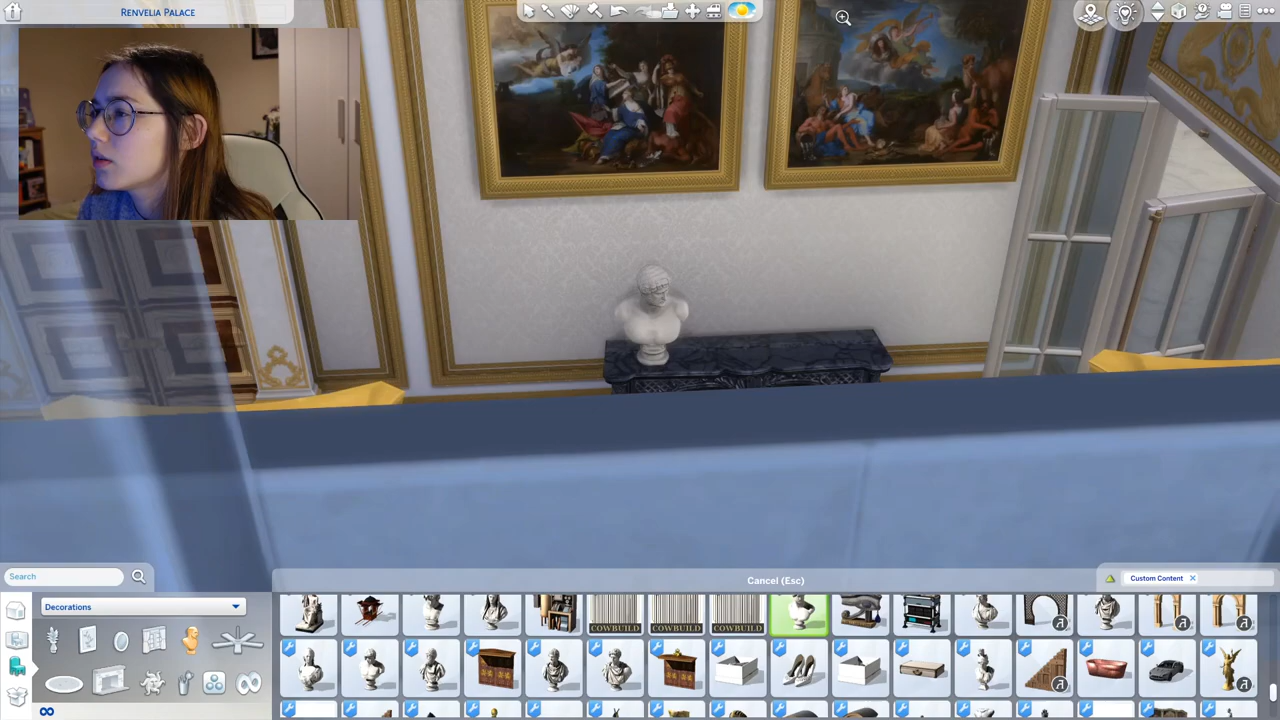 RENVELIA PALACE
Search
Decorations
Cancel (Esc)
Custom Content
COWBUILD
COWBUILD
COWBUILD